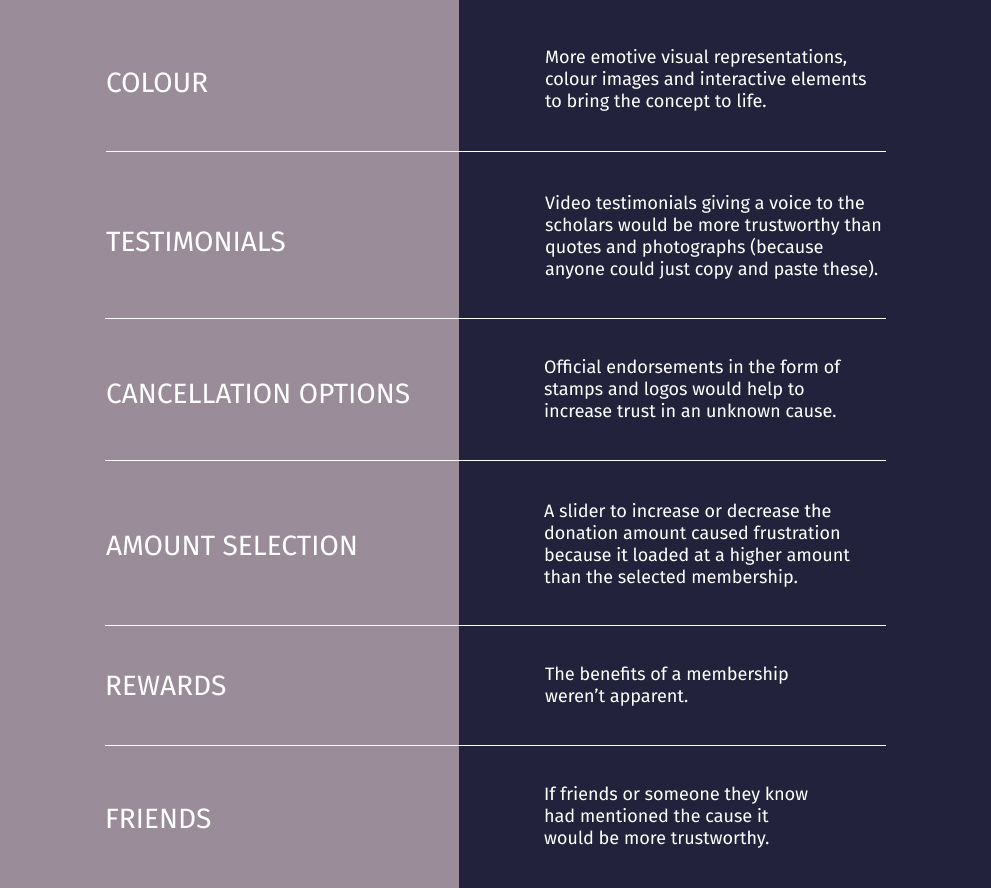 COLOUR
More emotive visual representations,
colour images and interactive elements
to bring the concept to life.
TESTIMONIALS
Video testimonials giving a voice to the
scholars would be more trustworthy than
quotes and photographs (because
anyone could just copy and paste these).
CANCELLATION OPTIONS
Official endorsements in the form of
stamps and logos would help to
increase trust in an unknown cause.
AMOUNT SELECTION
A slider to increase or decrease the
donation amount caused frustration
because it loaded at a higher amount
than the selected membership.
REWARDS
The benefits of a membership
weren’t apparent.
FRIENDS
If friends or someone they know
had mentioned the cause it
would be more trustworthy.